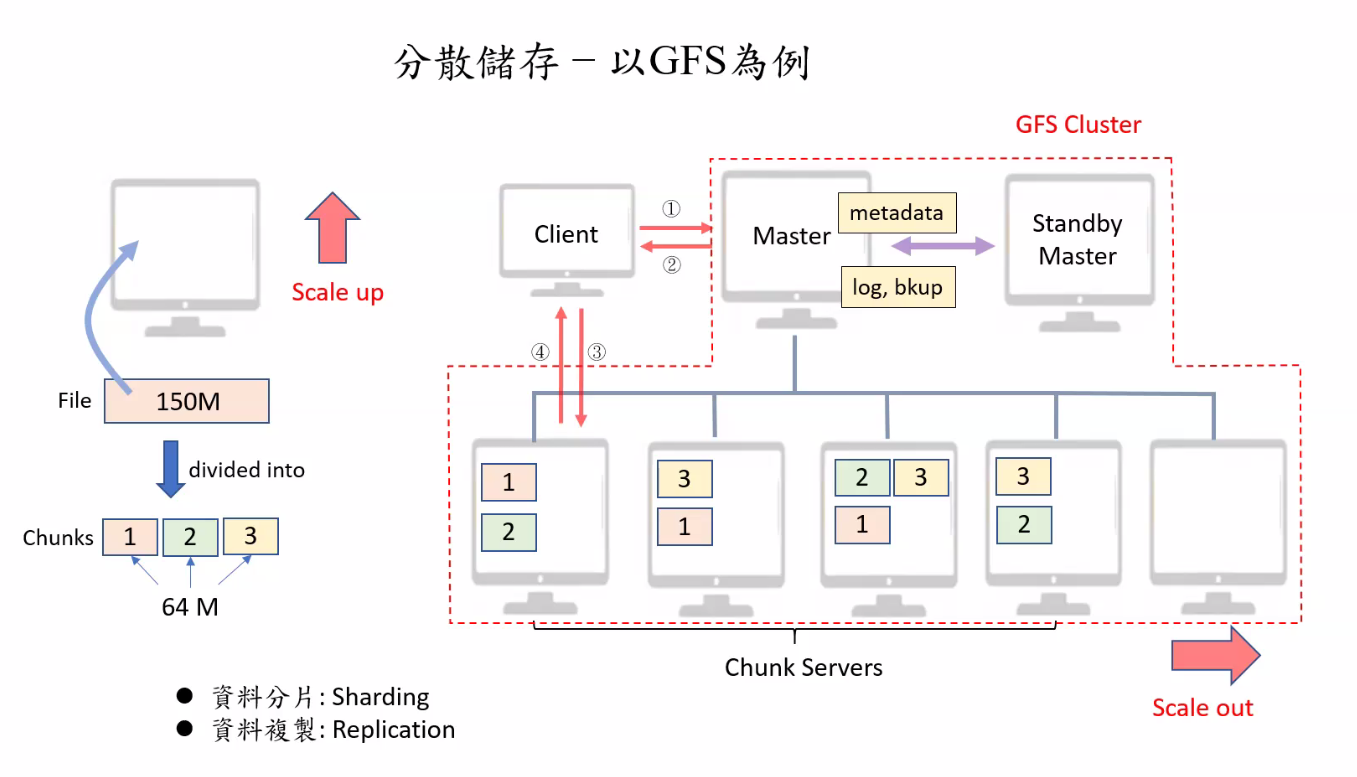 分散儲存 – 以GFS為例
GFS Cluster
Scale up
File
150M
divided into
Chunks
1
2
3
64 M
Client
①
②
Master
metadata
log, bkup
Standby
Master
④
③
1
2
3
1
2
3
1
3
2
Chunk Servers
Scale out
● 資料分片: Sharding
● 資料複製: Replication